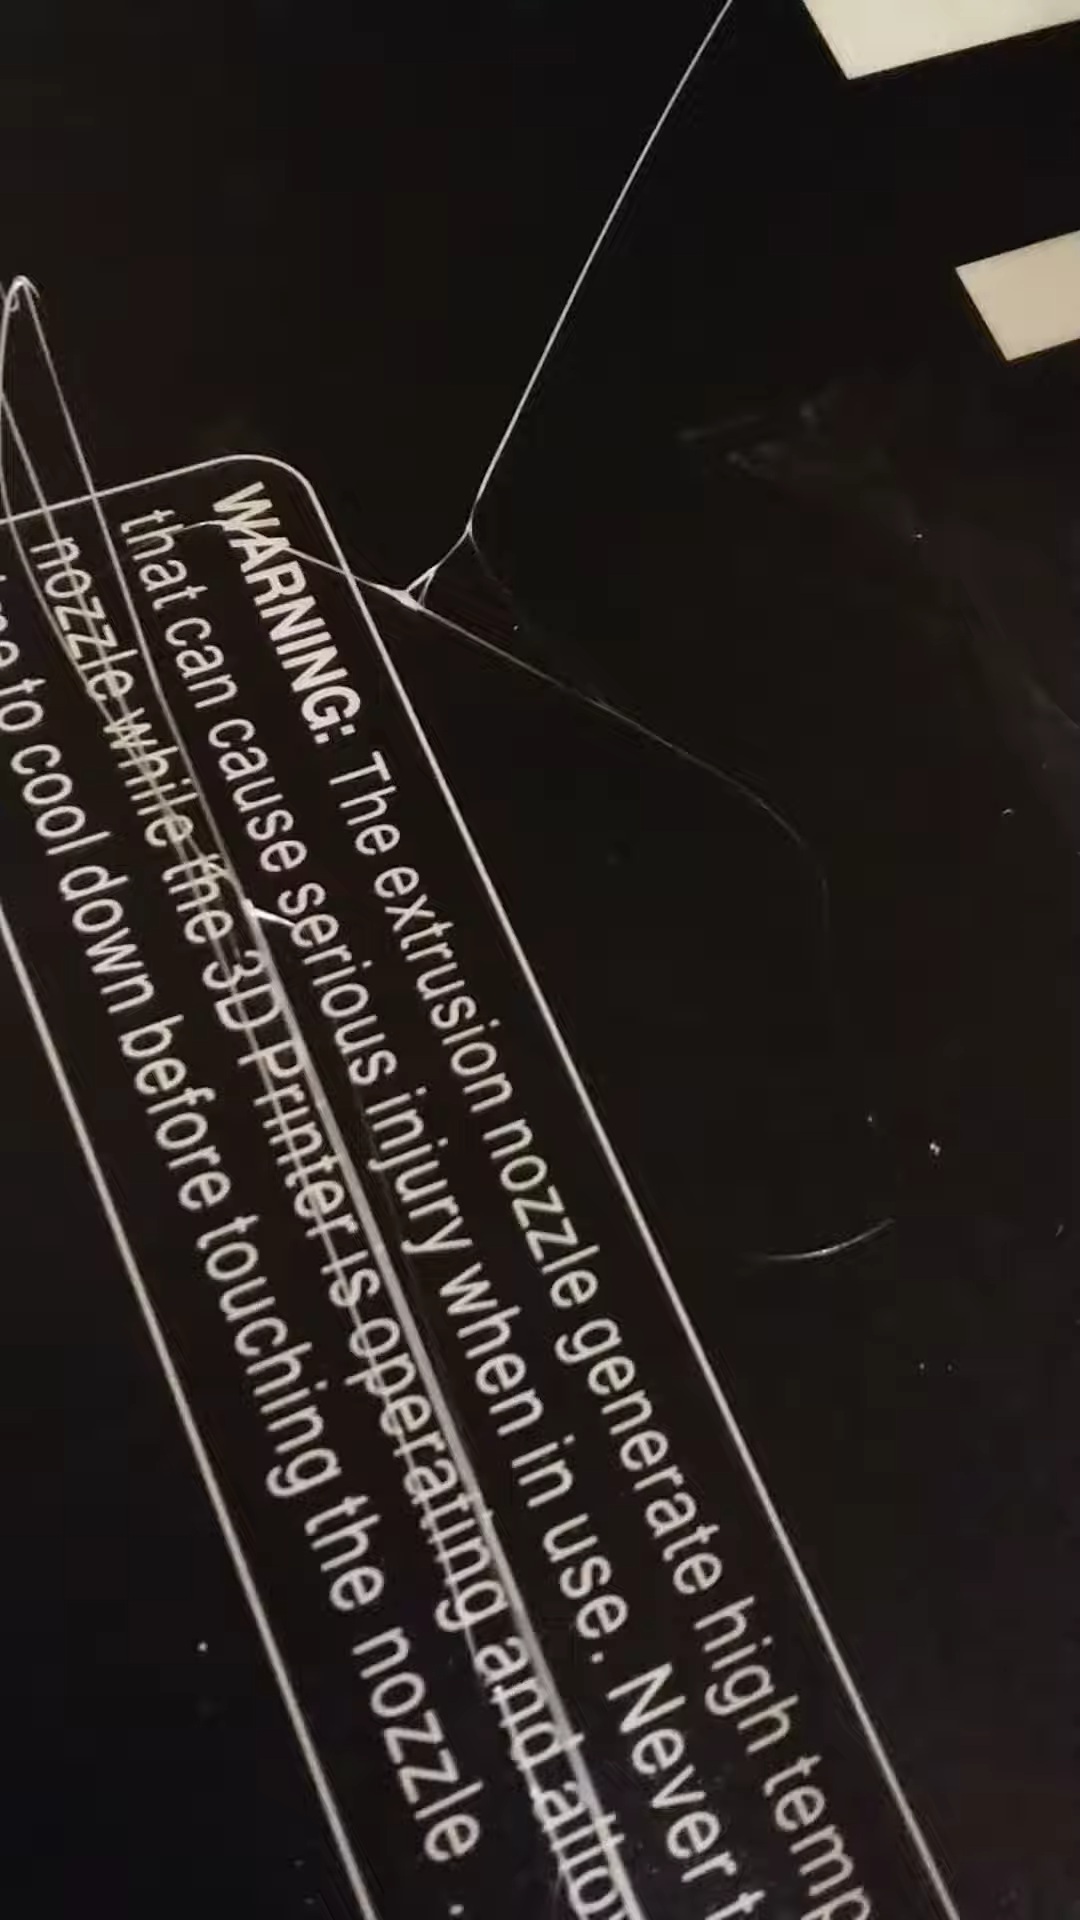 WARNING: The extrusion nozzle generate high temp
that can cause serious injury when in use. Never t
nozzle while the 3D Printer is operating and allow
to cool down before touching the nozzle.